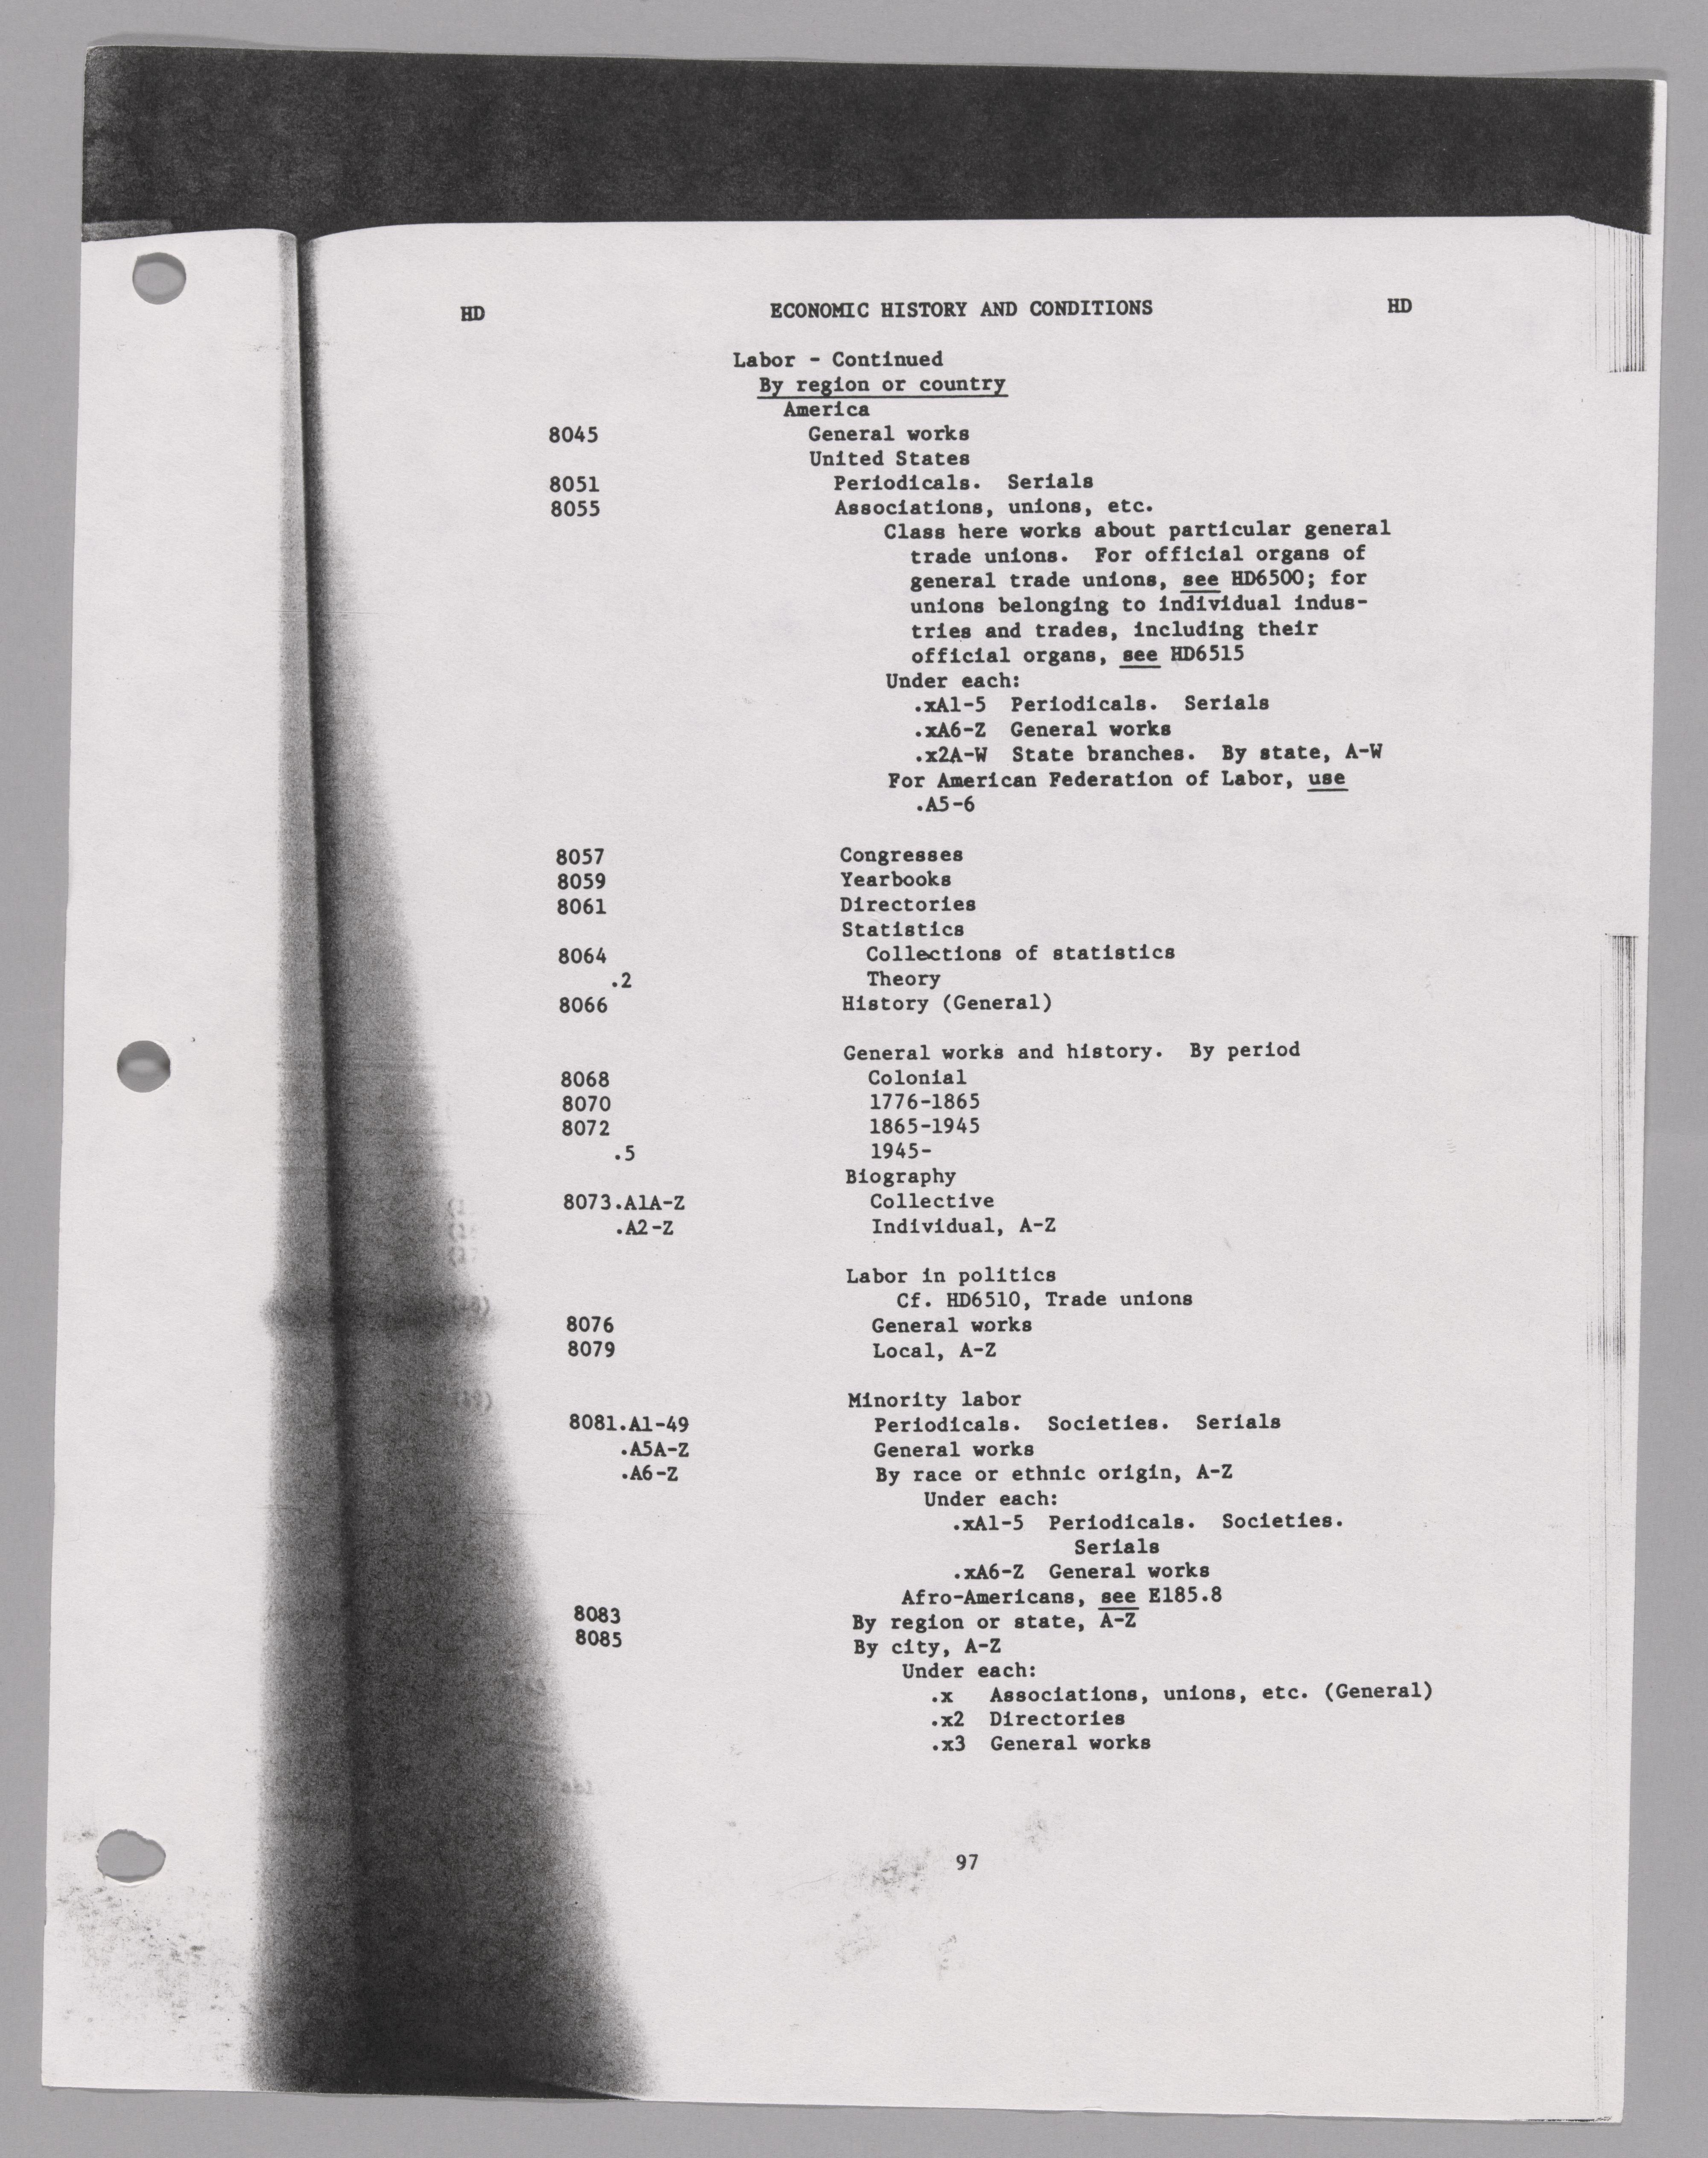 HD ECONOMIC HISTORY AND CONDITIONS HD
Labor - Continued
By region or country
America
8045 General works
United States
8051 Periodicals. Serials
8055 Associations, unions, etc.
Class here works about particular general
trade unions. For official organs of
general trade unions, see HD6500; for
unions belonging to individual indus-
tries and trades, including their
official organs, see HD6515
Under each:
.xA1-5 Periodicals. Serials
.xA6-Z General works
.x2A-W State branches. By state, A-W
For American Federation of Labor, use
.A5-6
8057 Congresses
8059 Yearbooks
8061 Directories
Statistics
8064 Collections of statistics
.2 Theory
8066 History (General)
General works and history. By period
8068 Colonial
8070 1776-1865
8072 1865-1945
.5 1945-
Biography
8073.A1A-Z Collective
.A2-Z Individual, A-Z
Labor in politics
Cf. HD6510, Trade unions
8076 General works
8079 Local, A-Z
Minority labor
8081.A1-49 Periodicals. Societies. Serials
.A5A-Z General works
.A6-Z By race or ethnic origin, A-Z
Under each:
.xA1-5 Periodicals. Societies.
Serials
.xA6-Z General works
Afro-Americans, see E185.8
8083 By region or state, A-Z
8085 By city, A-Z
Under each:
.x Associations, unions, etc. (General)
.x2 Directories
.x3 General works
97